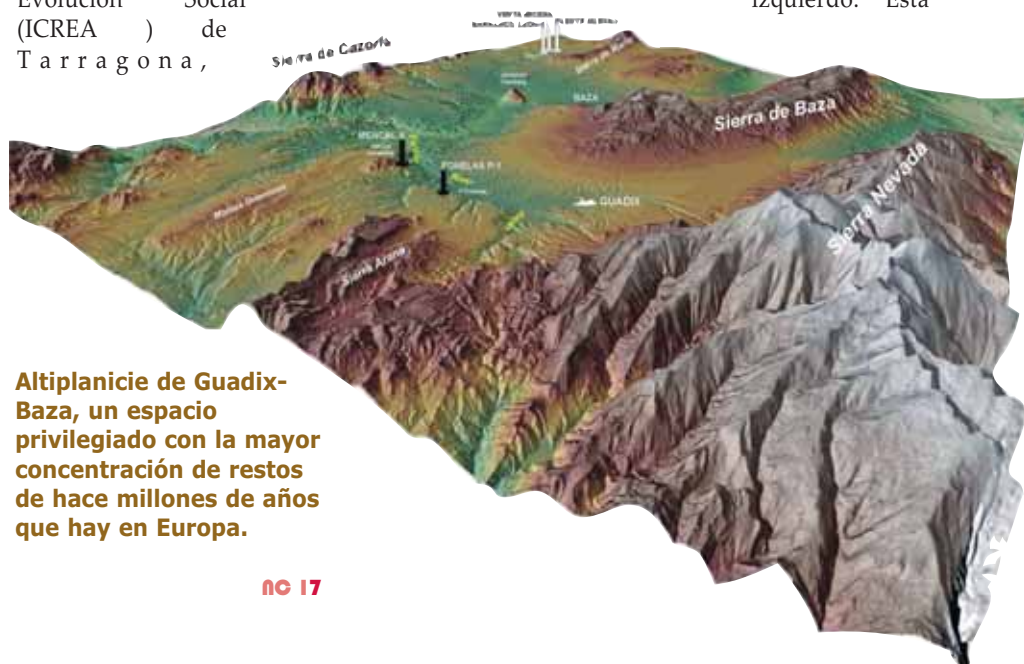 Evolución Social
(ICREA ) de
Tarragona,
izquierdo. Esta
Sierra de Cazorla
BAZA
Sierra de Baza
FONELAS P-1
GUADIX
Sierra Nevada
Sierra Arana
Altiplanicie de Guadix-
Baza, un espacio
privilegiado con la mayor
concentración de restos
de hace millones de años
que hay en Europa.
nc 17